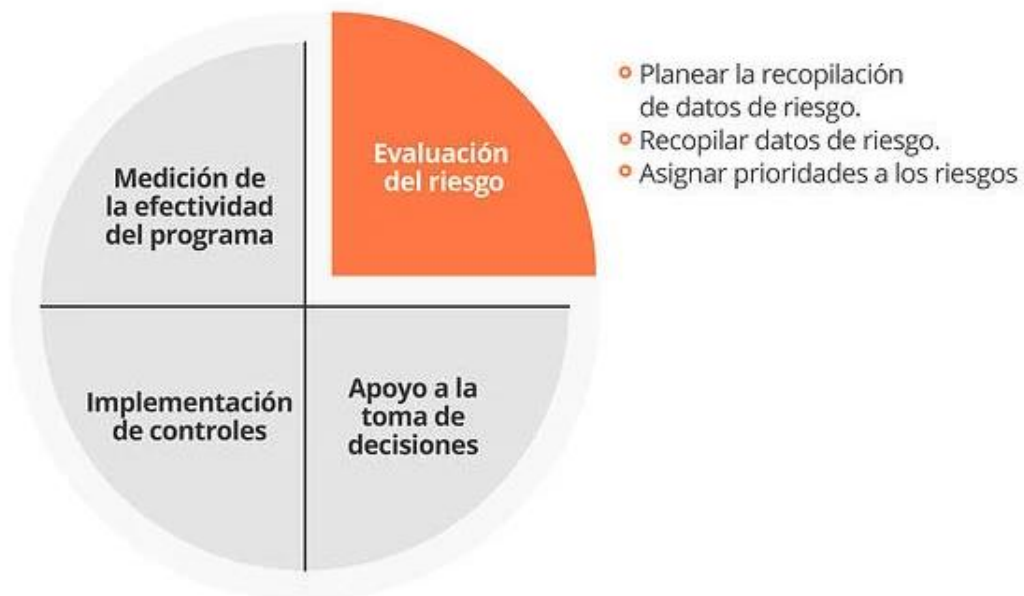 Evaluación
del riesgo
Planear la recopilación
de datos de riesgo.
Recopilar datos de riesgo.
Asignar prioridades a los riesgos
Medición de
la efectividad
del programa
Implementación
de controles
Apoyo a la
toma de
decisiones